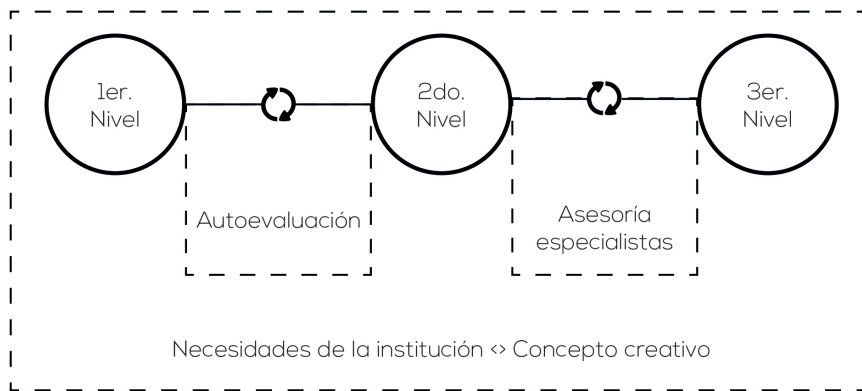 1er.
Nivel
2do.
Nivel
3er.
Nivel
Autoevaluación
Asesoría
especialistas
Necesidades de la institución <> Concepto creativo